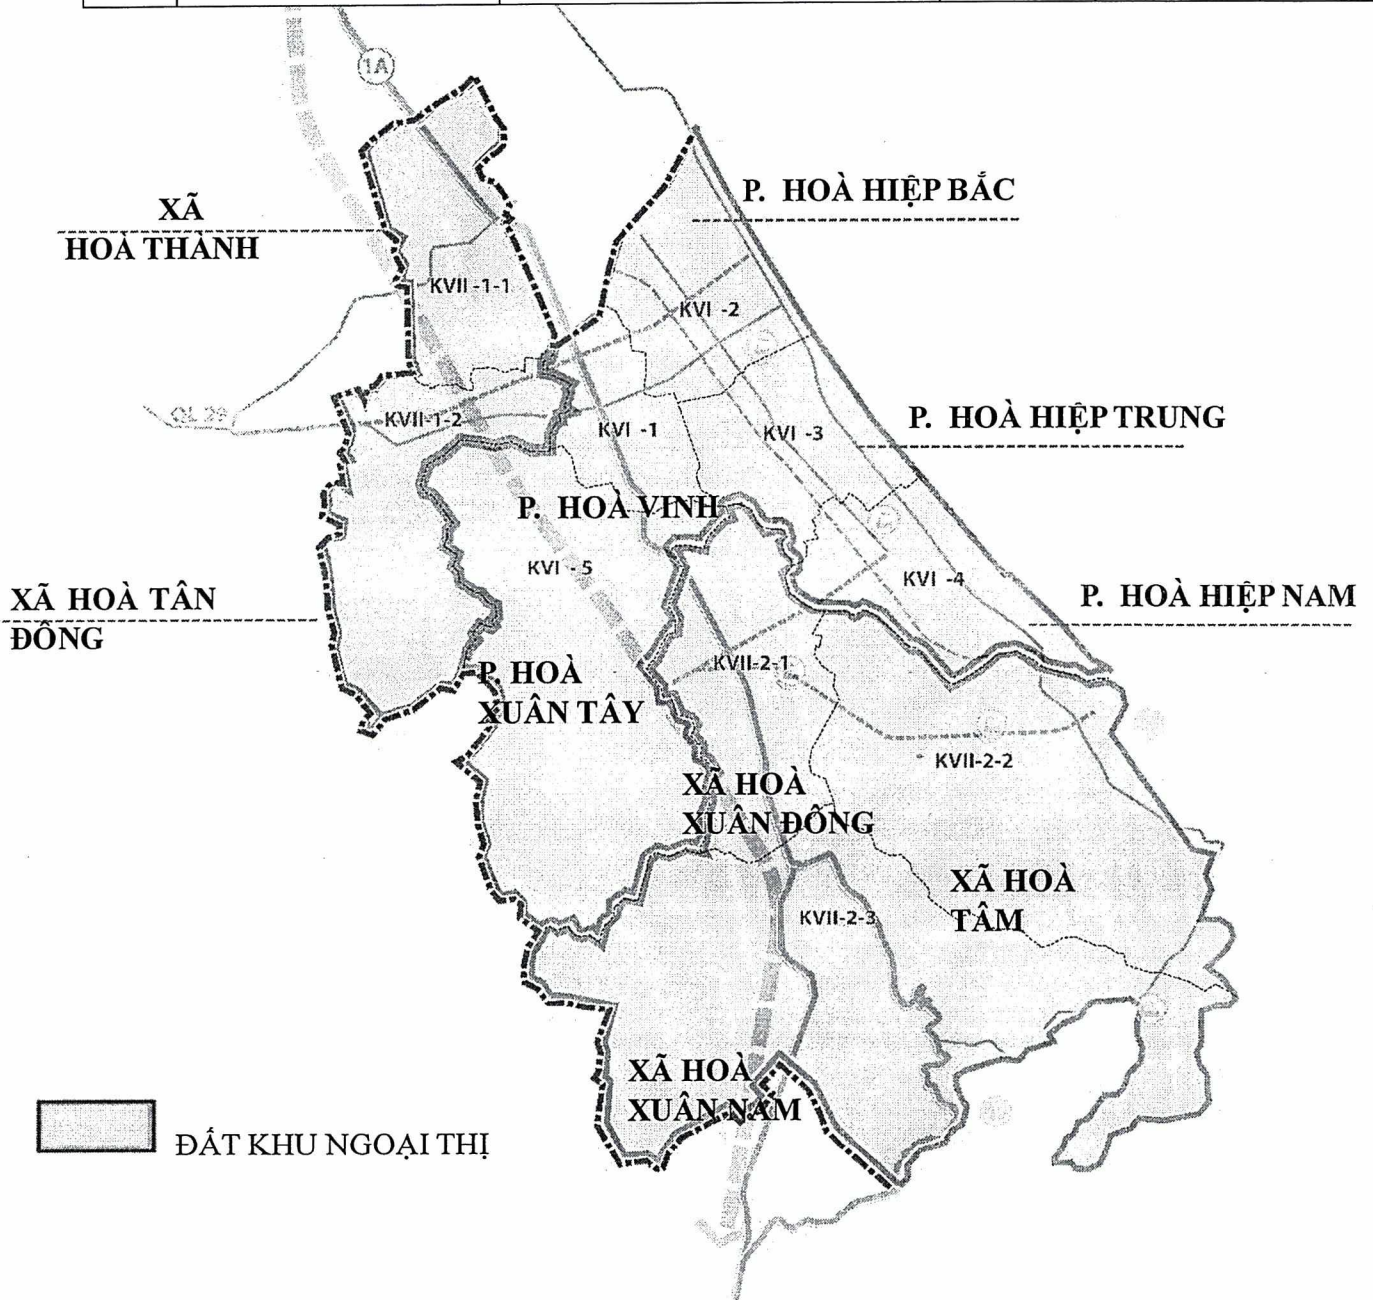 1A
P. HOÀ HIỆP BẮC
XÃ
HOÀ THÀNH
KVII -1-1
KVI -2
QL 29
KVII-1-2
KVI -1
KVI -3
P. HOÀ HIỆP TRUNG
P. HOÀ VINH
KVI - 5
KVI -4
XÃ HOÀ TÂN
ĐÔNG
P. HOÀ HIỆP NAM
KVII-2-1
P. HOÀ
XUÂN TÂY
KVII-2-2
XÃ HOÀ
XUÂN ĐÔNG
XÃ HOÀ
TÂM
KVII-2-3
XÃ HOÀ
XUÂN NAM
ĐẤT KHU NGOẠI THỊ